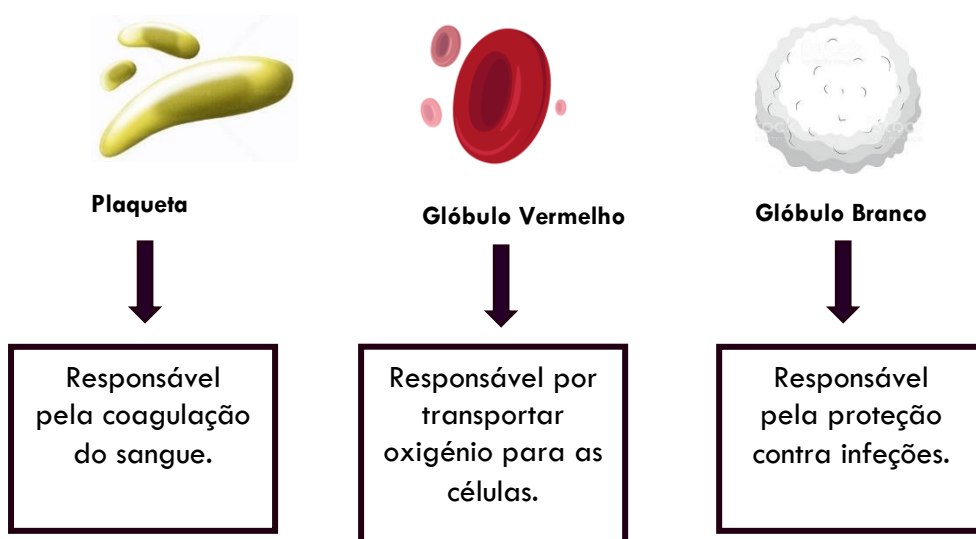 Plaqueta
Glóbulo Vermelho
Glóbulo Branco
Responsável
pela coagulação
do sangue.
Responsável por
transportar
oxigénio para as
células.
Responsável
pela proteção
contra infeções.